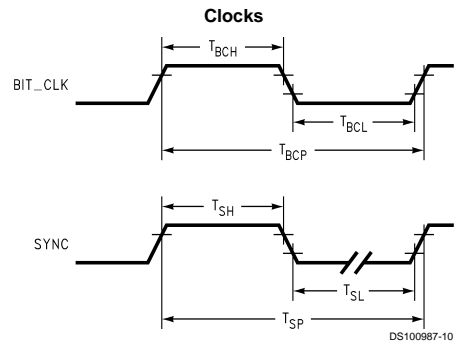 Clocks
T_BCH
BIT_CLK
T_BCL
T_BCP
T_SH
SYNC
T_SL
T_SP
DS100987-10